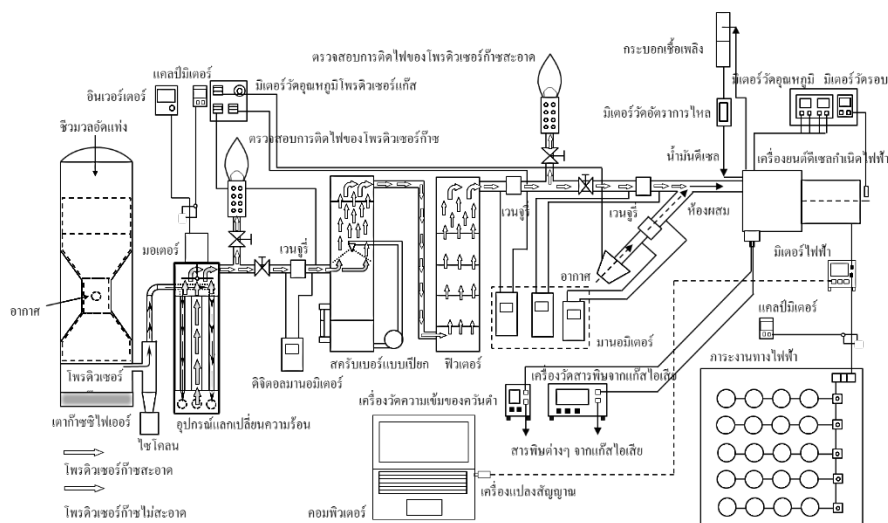 ตรวจสอบการติดไฟของโพรดิวเซอร์ก๊าซสะอาด
กระบอกเชื้อเพลิง
แคลป์มิเตอร์
อินเวอร์เตอร์
มิเตอร์วัดอุณหภูมิโพรดิวเซอร์แก๊ส
มิเตอร์วัดอุณหภูมิ
มิเตอร์วัดรอบ
มิเตอร์วัดอัตราการไหล
ชีวมวลอัดแท่ง
ตรวจสอบการติดไฟของโพรดิวเซอร์ก๊าซ
น้ำมันดีเซล
เครื่องยนต์ดีเซลกำเนิดไฟฟ้า
มอเตอร์
เวนจูรี่
เวนจูรี่
เวนจูรี่
ห้องผสม
อากาศ
อากาศ
มิเตอร์ไฟฟ้า
แคลป์มิเตอร์
มานอมิเตอร์
ภาระงานทางไฟฟ้า
โพรดิวเซอร์
ดิจิตอลมานอมิเตอร์
สครับเบอร์แบบเปียก
ฟิวเตอร์
เครื่องวัดสารพิษจากแก๊สไอเสีย
เตาก๊าซซิไฟเออร์
อุปกรณ์แลกเปลี่ยนความร้อน
เครื่องวัดความเข้มของควันดำ
ไซโคลน
สารพิษต่างๆ จากแก๊สไอเสีย
โพรดิวเซอร์ก๊าซสะอาด
เครื่องแปลงสัญญาณ
โพรดิวเซอร์ก๊าซไม่สะอาด
คอมพิวเตอร์